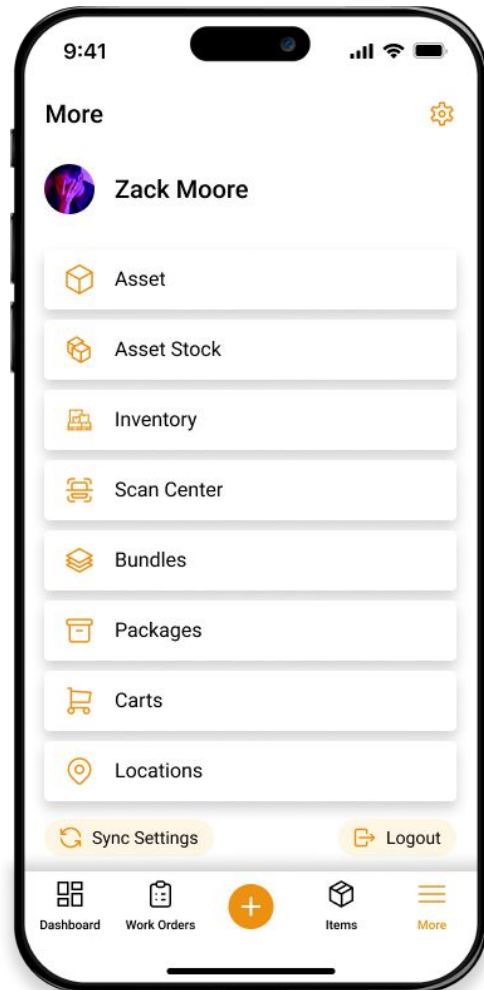 9:41
More
Zack Moore
Asset
Asset Stock
Inventory
Scan Center
Bundles
Packages
Carts
Locations
Sync Settings Logout
Dashboard Work Orders Items More